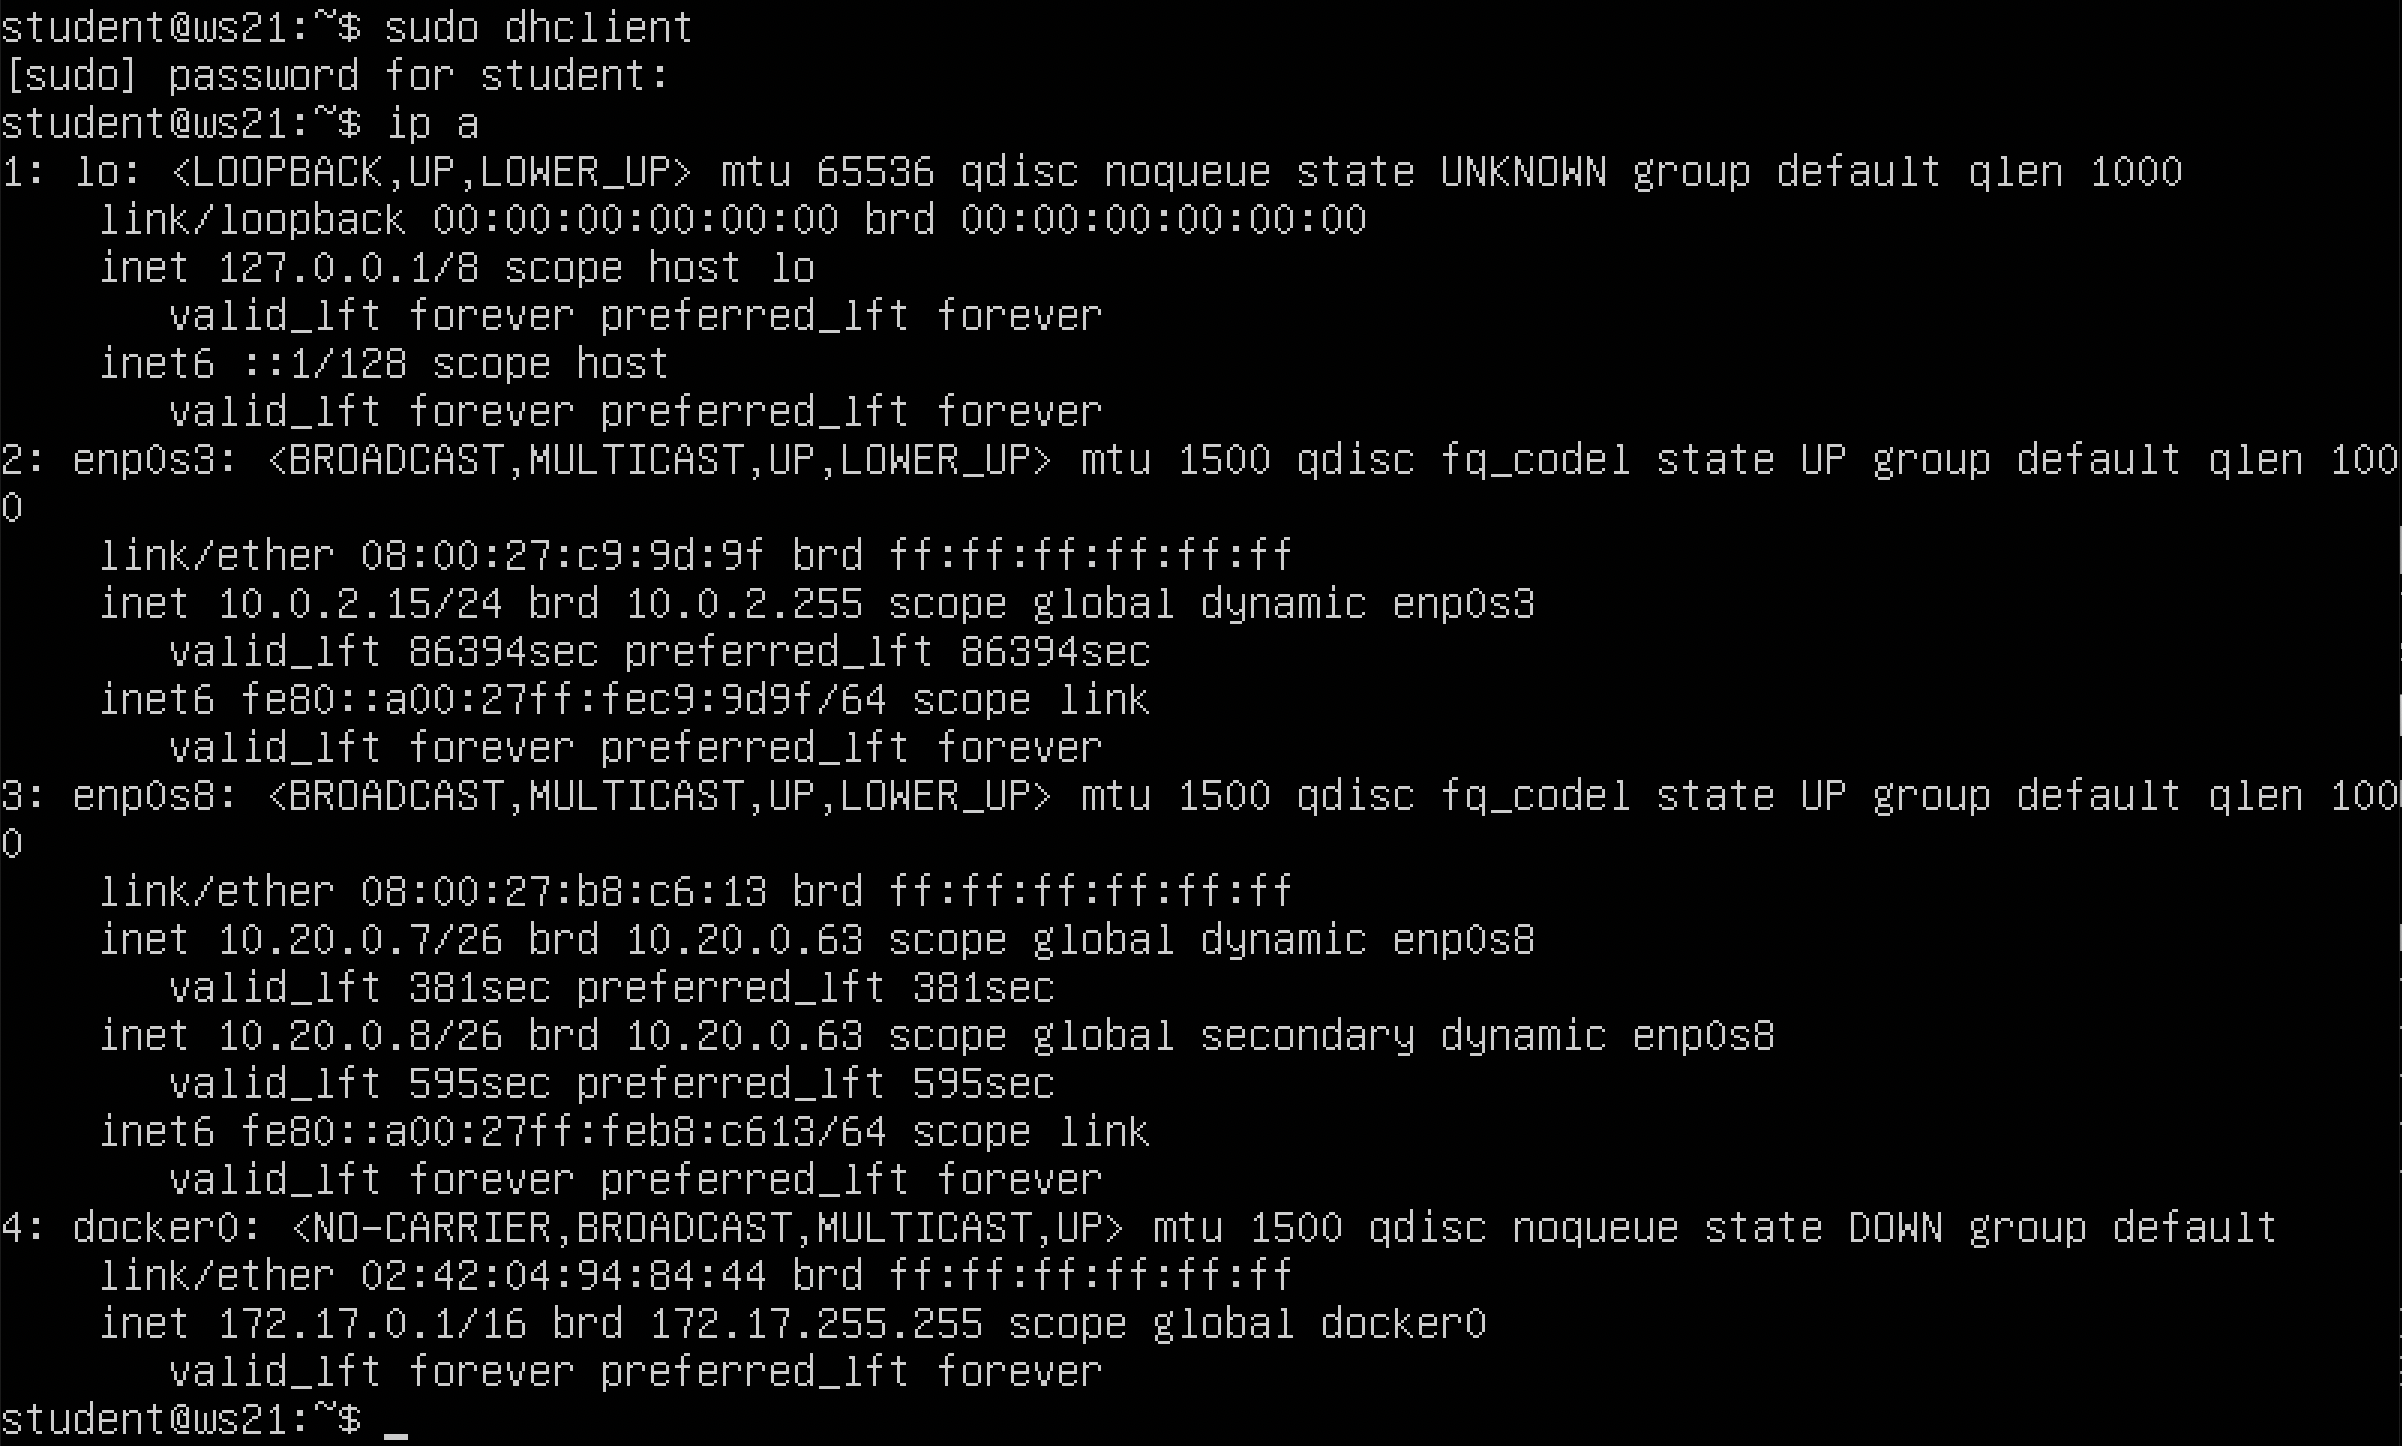 student@ws21:~$ sudo dhclient
[sudo] password for student:
student@ws21:~$ ip a
1: lo: <LOOPBACK,UP,LOWER_UP> mtu 65536 qdisc noqueue state UNKNOWN group default qlen 1000
    link/loopback 00:00:00:00:00:00 brd 00:00:00:00:00:00
    inet 127.0.0.1/8 scope host lo
       valid_lft forever preferred_lft forever
    inet6 ::1/128 scope host
       valid_lft forever preferred_lft forever
2: enp0s3: <BROADCAST,MULTICAST,UP,LOWER_UP> mtu 1500 qdisc fq_codel state UP group default qlen 100
0
    link/ether 08:00:27:c9:9d:9f brd ff:ff:ff:ff:ff:ff
    inet 10.0.2.15/24 brd 10.0.2.255 scope global dynamic enp0s3
       valid_lft 86394sec preferred_lft 86394sec
    inet6 fe80::a00:27ff:fec9:9d9f/64 scope link
       valid_lft forever preferred_lft forever
3: enp0s8: <BROADCAST,MULTICAST,UP,LOWER_UP> mtu 1500 qdisc fq_codel state UP group default qlen 100
0
    link/ether 08:00:27:b8:c6:13 brd ff:ff:ff:ff:ff:ff
    inet 10.20.0.7/26 brd 10.20.0.63 scope global dynamic enp0s8
       valid_lft 381sec preferred_lft 381sec
    inet 10.20.0.8/26 brd 10.20.0.63 scope global secondary dynamic enp0s8
       valid_lft 595sec preferred_lft 595sec
    inet6 fe80::a00:27ff:feb8:c613/64 scope link
       valid_lft forever preferred_lft forever
4: docker0: <NO-CARRIER,BROADCAST,MULTICAST,UP> mtu 1500 qdisc noqueue state DOWN group default
    link/ether 02:42:04:94:84:44 brd ff:ff:ff:ff:ff:ff
    inet 172.17.0.1/16 brd 172.17.255.255 scope global docker0
       valid_lft forever preferred_lft forever
student@ws21:~$ _